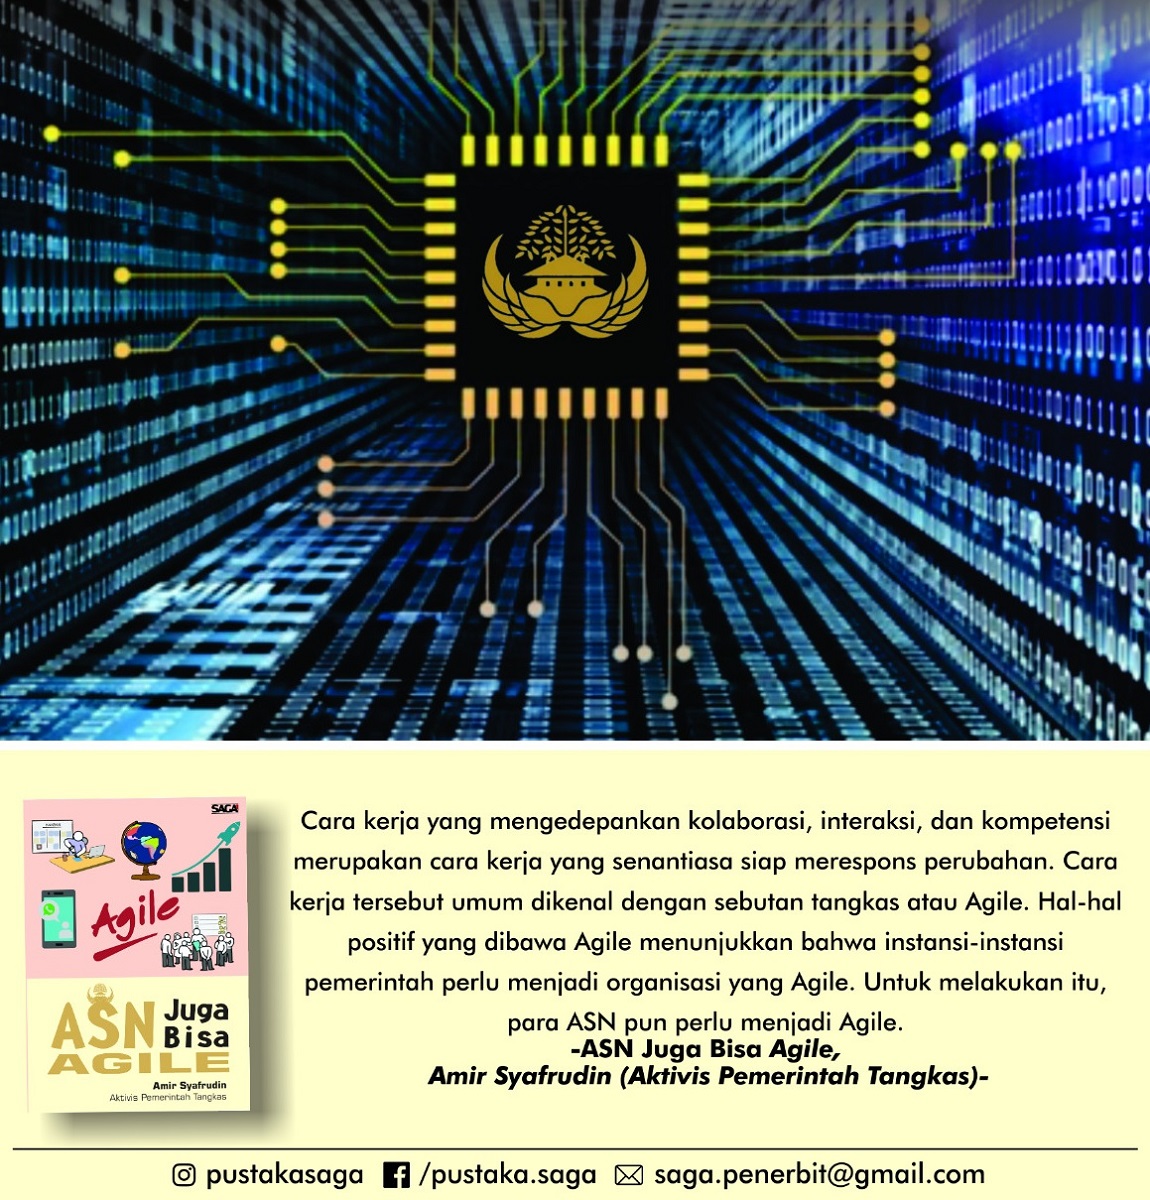 SAGA
Agile
ASN Juga
Bisa
AGILE
Amir Syafrudin
Aktivis Pemerintah Tangkas
Cara kerja yang mengedepankan kolaborasi, interaksi, dan kompetensi
merupakan cara kerja yang senantiasa siap merespons perubahan. Cara
kerja tersebut umum dikenal dengan sebutan tangkas atau Agile. Hal-hal
positif yang dibawa Agile menunjukkan bahwa instansi-instansi
pemerintah perlu menjadi organisasi yang Agile. Untuk melakukan itu,
para ASN pun perlu menjadi Agile.
-ASN Juga Bisa Agile,
Amir Syafrudin (Aktivis Pemerintah Tangkas)-
pustakasaga /pustaka.saga saga.penerbit@gmail.com